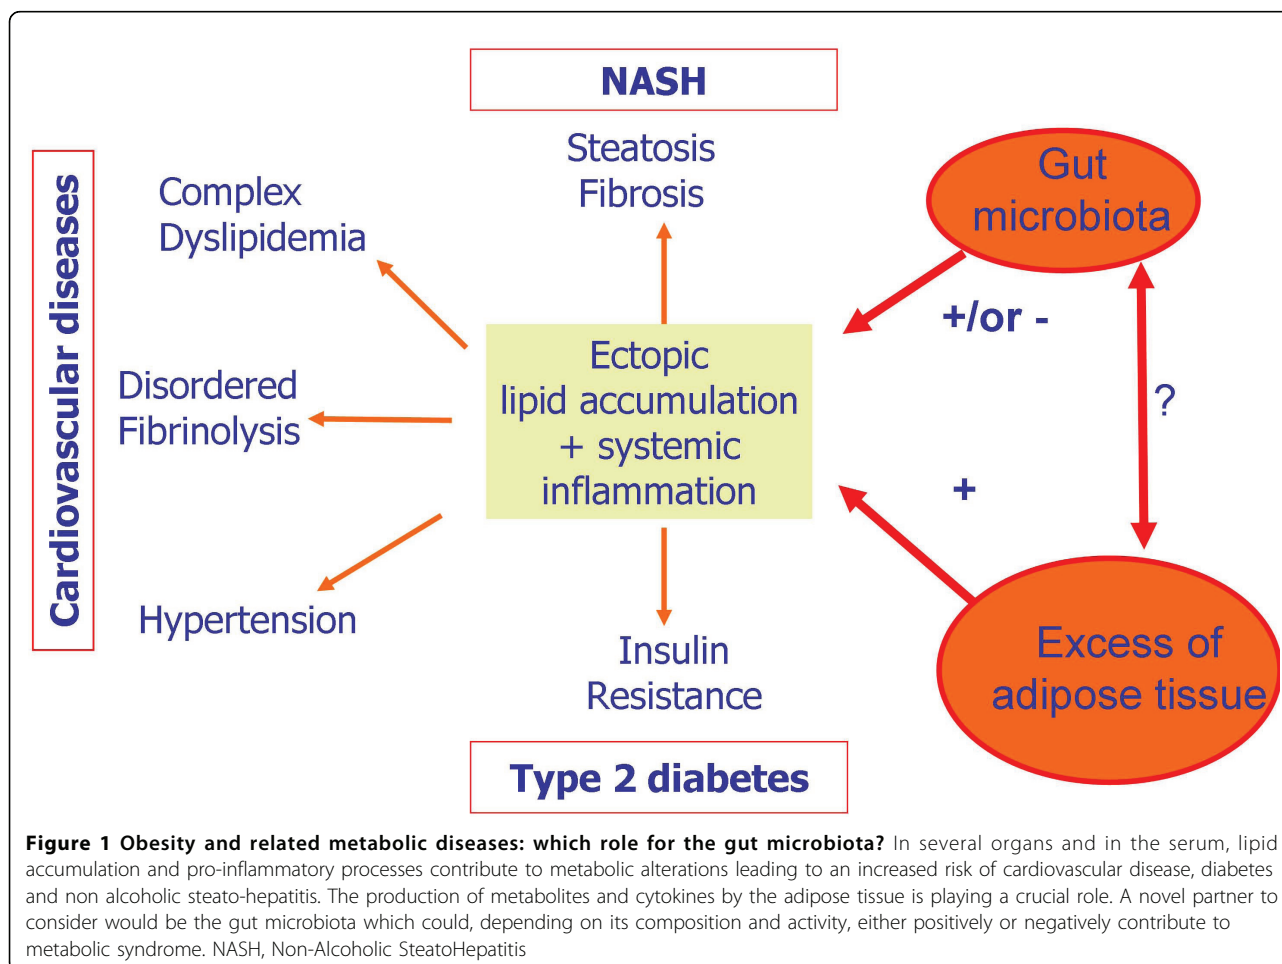 NASH
Steatosis
Fibrosis
Gut
microbiota
Complex
Dyslipidemia
Cardiovascular diseases
+/or -
Ectopic
lipid accumulation
+ systemic
inflammation
Disordered
Fibrinolysis
?
+
Hypertension
Insulin
Resistance
Excess of
adipose tissue
Type 2 diabetes
Figure 1 Obesity and related metabolic diseases: which role for the gut microbiota? In several organs and in the serum, lipid
accumulation and pro-inflammatory processes contribute to metabolic alterations leading to an increased risk of cardiovascular disease, diabetes
and non alcoholic steato-hepatitis. The production of metabolites and cytokines by the adipose tissue is playing a crucial role. A novel partner to
consider would be the gut microbiota which could, depending on its composition and activity, either positively or negatively contribute to
metabolic syndrome. NASH, Non-Alcoholic SteatoHepatitis